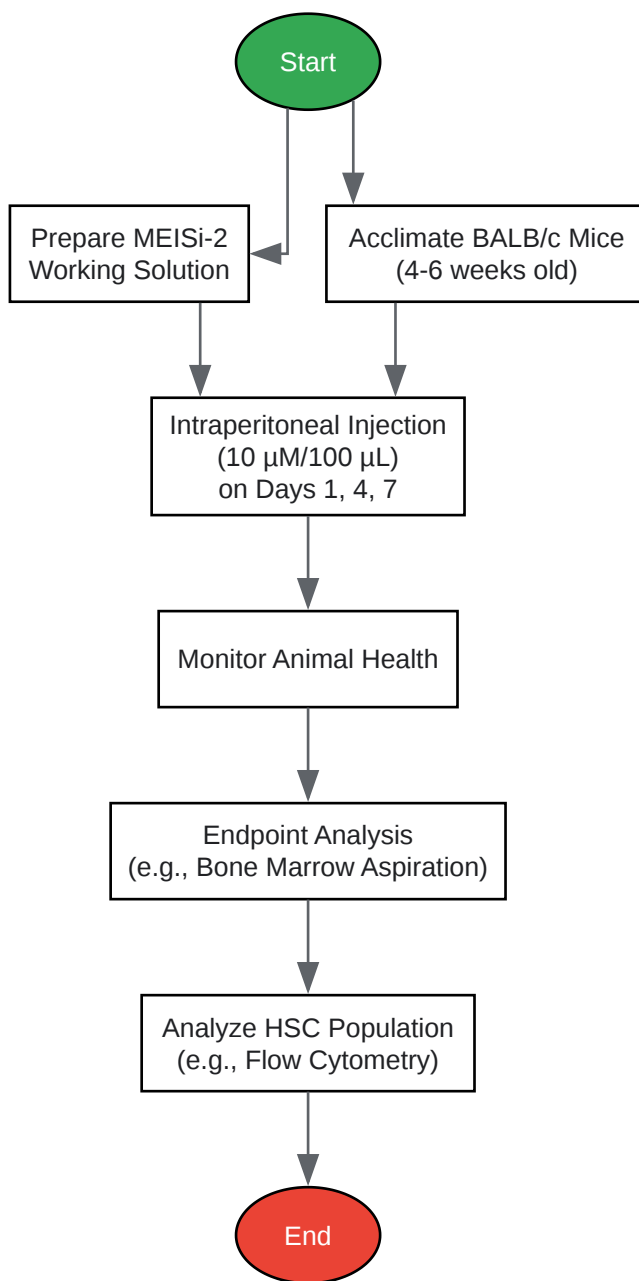 Start
Prepare MEISi-2
Working Solution
Acclimate BALB/c Mice
(4-6 weeks old)
Intraperitoneal Injection
(10 µM/100 µL)
on Days 1, 4, 7
Monitor Animal Health
Endpoint Analysis
(e.g., Bone Marrow Aspiration)
Analyze HSC Population
(e.g., Flow Cytometry)
End